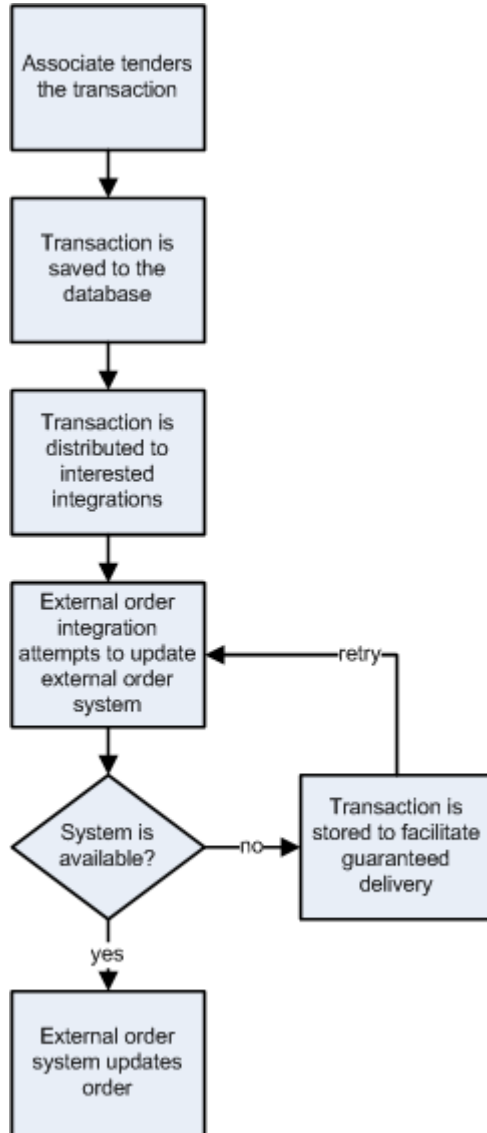 Associate tenders
the transaction
Transaction is
saved to the
database
Transaction is
distributed to
interested
integrations
External order
integration
attempts to update
external order
system
retry
System is
available?
no
Transaction is
stored to facilitate
guaranteed
delivery
yes
External order
system updates
order